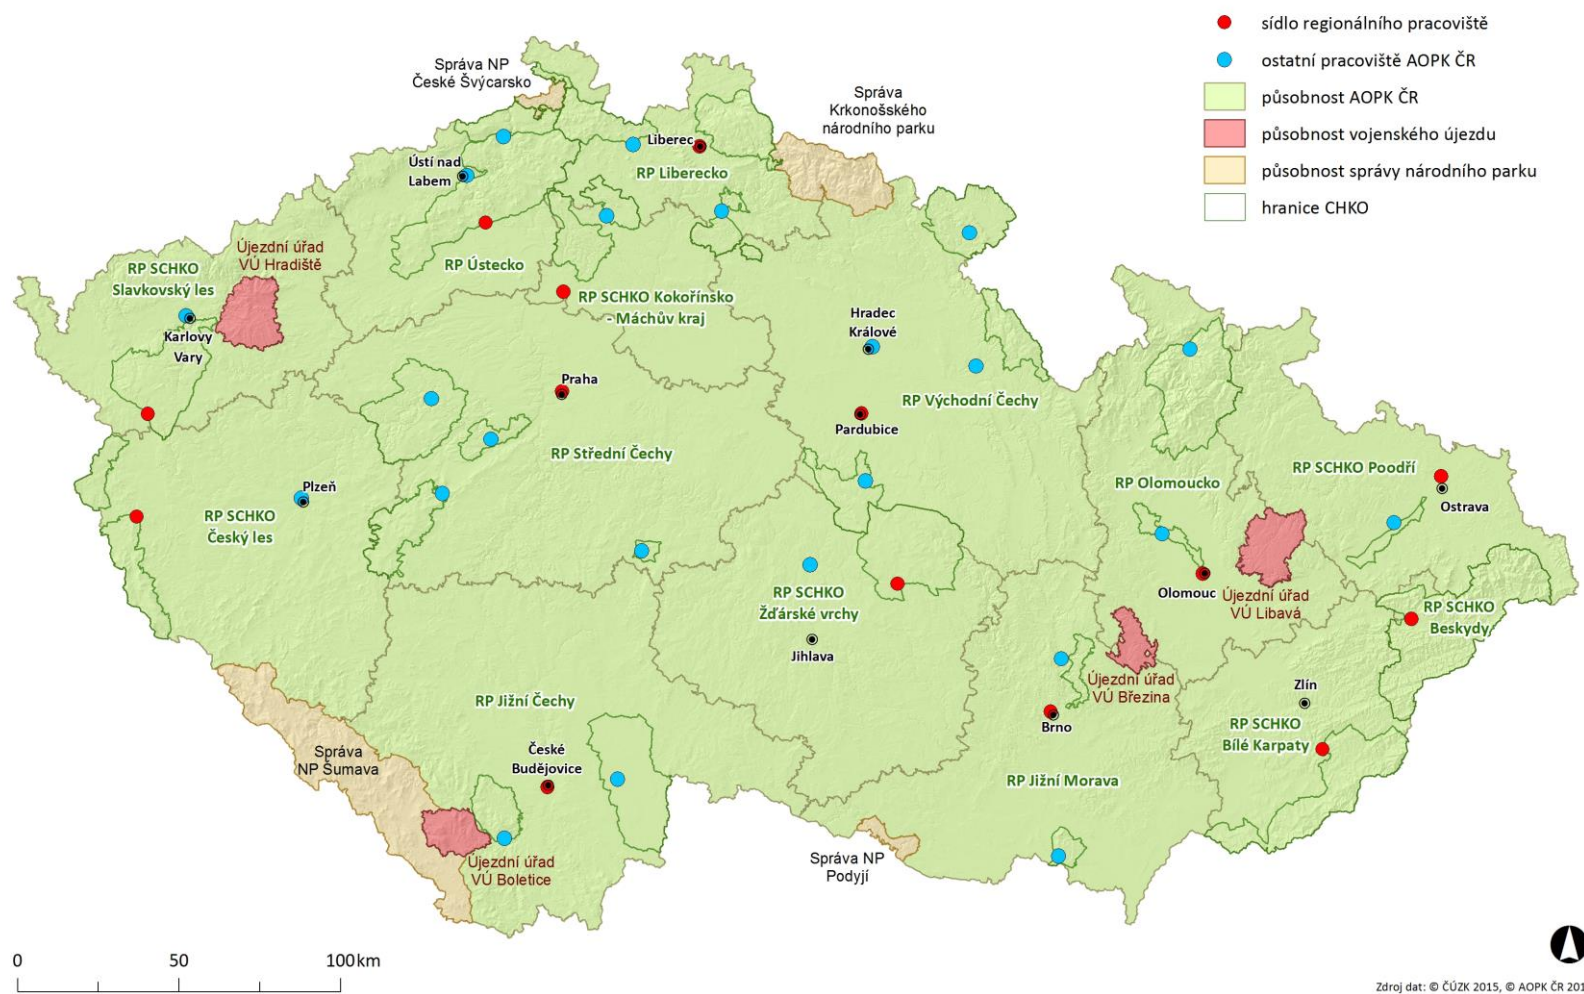 sídlo regionálního pracoviště
ostatní pracoviště AOPK ČR
působnost AOPK ČR
působnost vojenského újezdu
působnost správy národního parku
hranice CHKO
Správa NP
České Švýcarsko
Správa
Krkonošského
národního parku
Liberec
Ústí nad
Labem
RP Liberecko
Újezdní úřad
VÚ Hradiště
RP SCHKO
Slavkovský les
RP Ústecko
RP SCHKO Kokořínsko
- Máchův kraj
Karlovy
Vary
Hradec
Králové
Praha
RP Východní Čechy
Pardubice
RP Střední Čechy
RP SCHKO Poodří
RP Olomoucko
Ostrava
Plzeň
RP SCHKO
Český les
RP SCHKO
Žďárské vrchy
Olomouc
Újezdní úřad
VÚ Libavá
RP SCHKO
Beskydy
Jihlava
Újezdní úřad
VÚ Březina
Zlín
RP Jižní Čechy
Brno
RP SCHKO
Bílé Karpaty
Správa
NP Šumava
České
Budějovice
RP Jižní Morava
Újezdní úřad
VÚ Boletice
Správa NP
Podyjí
0 50 100 km
Zdroj dat: © ČÚZK 2015, © AOPK ČR 201